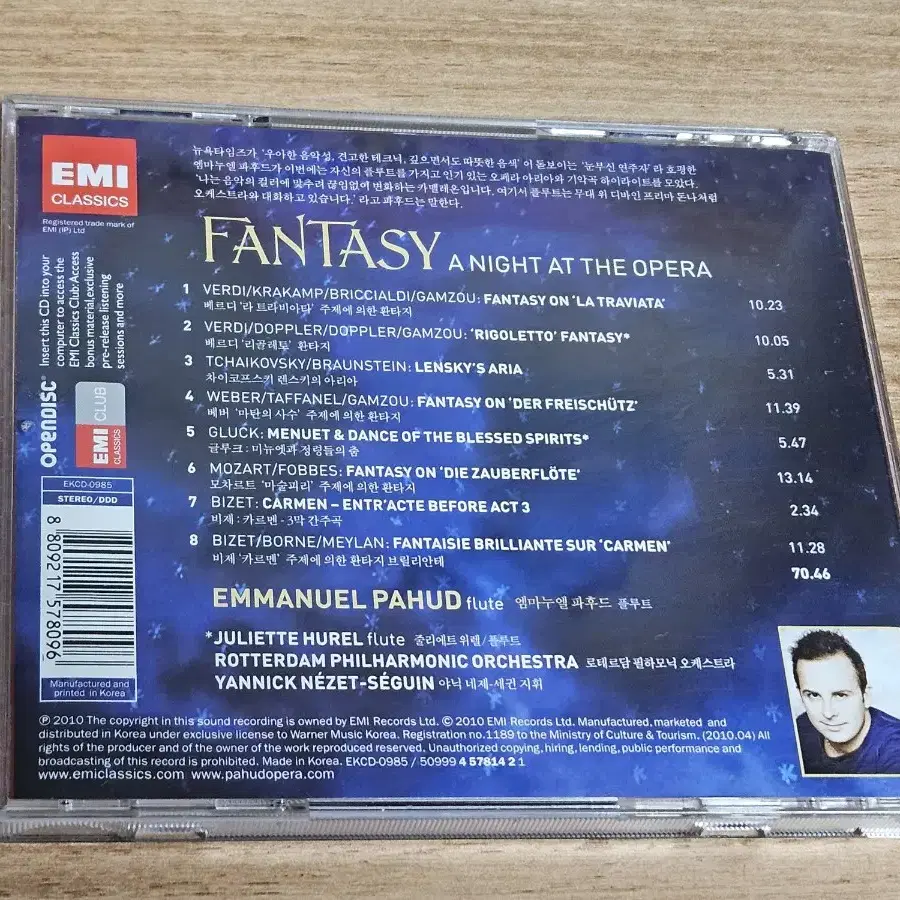 EMI
CLASSICS
Registered trade mark of
EMI (IP) Ltd
Insert this CD into your
computer to access the
EMI Classics Club: Access
bonus material, exclusive
pre-release listening
sessions and more
OPENDISC
EMI
CLASSICS
CLUB
EKCD-0985
STEREO/DDD
8 809217 578096
Manufactured and
printed in Korea
뉴욕타임즈가 '우아한 음악성, 견고한 테크닉, 깊으면서도 따뜻한 음색' 이 돋보이는 '눈부신 연주자' 라 호평한
엠마누엘 파후드가 이번에는 자신의 플루트를 가지고 인기 있는 오페라 아리아와 기악곡 하이라이트를 모았다.
'나는 음악의 컬러에 맞추려 끊임없이 변화하는 카멜레온입니다. 여기서 플루트는 무대 위 디바인 프리마 돈나처럼
오케스트라와 대화하고 있습니다.' 라고 파후드는 말한다.
FANTASY A NIGHT AT THE OPERA
1 VERDI/KRAKAMP/BRICCIALDI/GAMZOU: FANTASY ON 'LA TRAVIATA' 10.23
베르디 '라 트라비아타' 주제에 의한 환타지
2 VERDI/DOPPLER/DOPPLER/GAMZOU: 'RIGOLETTO' FANTASY* 10.05
베르디 '리골레토' 환타지
3 TCHAIKOVSKY/BRAUNSTEIN: LENSKY'S ARIA 5.31
차이코프스키 렌스키의 아리아
4 WEBER/TAFFANEL/GAMZOU: FANTASY ON 'DER FREISCHÜTZ' 11.39
베버 '마탄의 사수' 주제에 의한 환타지
5 GLUCK: MENUET & DANCE OF THE BLESSED SPIRITS* 5.47
글루크 : 미뉴엣과 정령들의 춤
6 MOZART/FOBBES: FANTASY ON 'DIE ZAUBERFLÖTE' 13.14
모차르트 '마술피리' 주제에 의한 환타지
7 BIZET: CARMEN – ENTR'ACTE BEFORE ACT 3 2.34
비제 : 카르멘 - 3막 간주곡
8 BIZET/BORNE/MEYLAN: FANTAISIE BRILLIANTE SUR 'CARMEN' 11.28
비제 '카르멘' 주제에 의한 환타지 브릴리안테
70.46
EMMANUEL PAHUD flute 엠마누엘 파후드 플루트
*JULIETTE HUREL flute 줄리에트 위렐 / 플루트
ROTTERDAM PHILHARMONIC ORCHESTRA 로테르담 필하모닉 오케스트라
YANNICK NÉZET-SÉGUIN 야닉 네제-세귄 지휘
℗ 2010 The copyright in this sound recording is owned by EMI Records Ltd. © 2010 EMI Records Ltd. Manufactured, marketed and
distributed in Korea under exclusive license to Warner Music Korea. Registration no.1189 to the Ministry of Culture & Tourism. (2010.04) All
rights of the producer and of the owner of the work reproduced reserved. Unauthorized copying, hiring, lending, public performance and
broadcasting of this record is prohibited. Made in Korea. EKCD-0985 / 50999 4 57814 2 1
www.emiclassics.com www.pahudopera.com